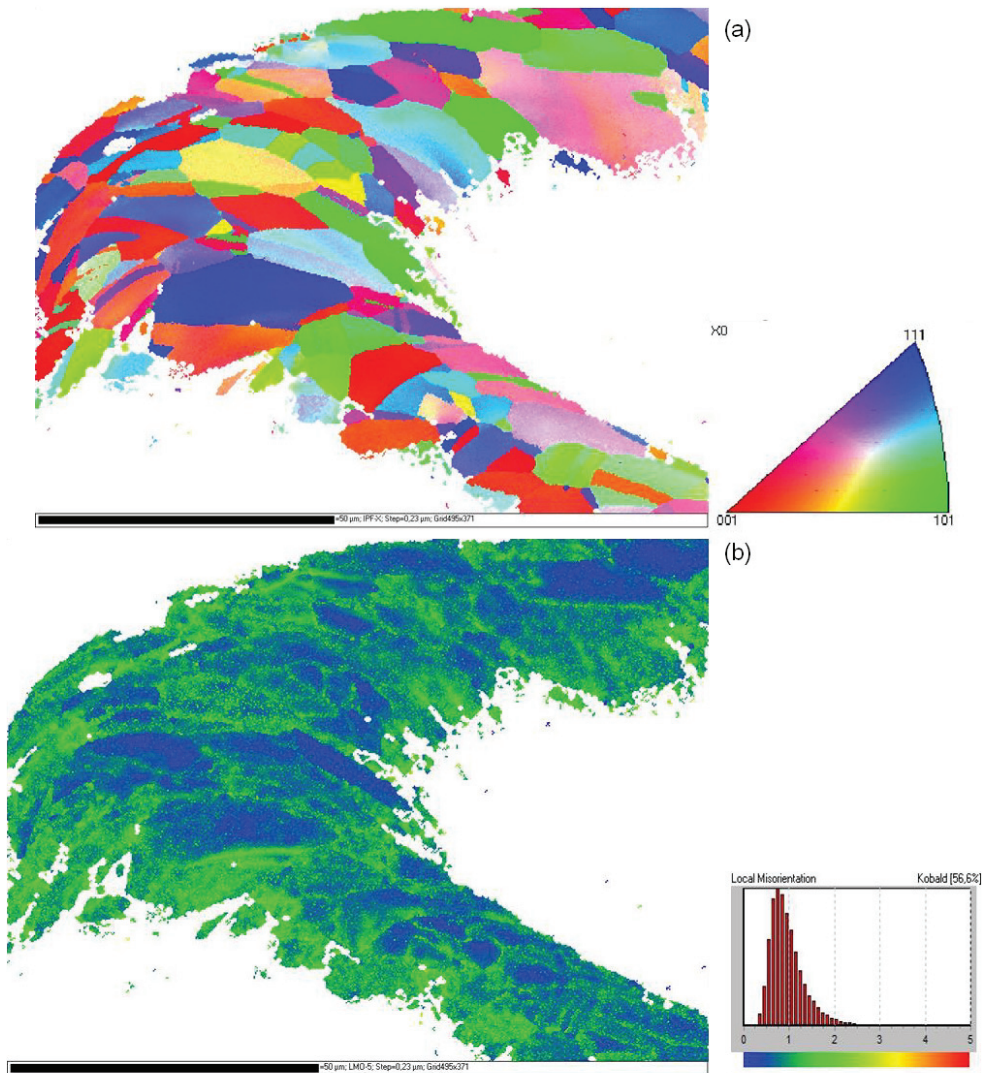 (a)
X0
111
001
101
=50 µm; IPF-X; Step=0,23 µm; Grid495x371
(b)
Local Misorientation
Kobald [56,6%]
0 1 2 3 4 5
=50 µm; LMO-5; Step=0,23 µm; Grid495x371